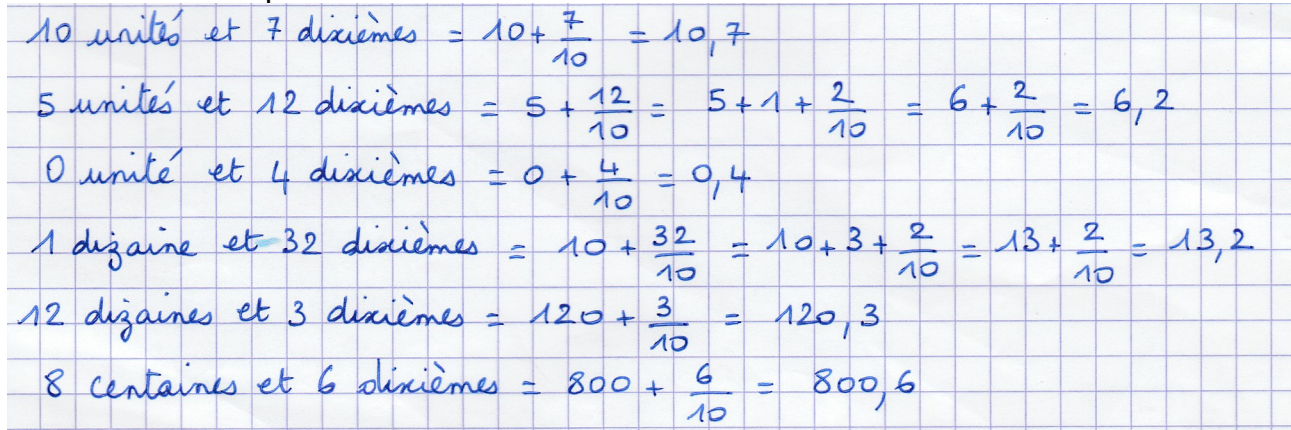 10 unités et 7 dixièmes = 10 + 7/10 = 10,7
5 unités et 12 dixièmes = 5 + 12/10 = 5 + 1 + 2/10 = 6 + 2/10 = 6,2
0 unité et 4 dixièmes = 0 + 4/10 = 0,4
1 dizaine et 32 dixièmes = 10 + 32/10 = 10 + 3 + 2/10 = 13 + 2/10 = 13,2
12 dizaines et 3 dixièmes = 120 + 3/10 = 120,3
8 centaines et 6 dixièmes = 800 + 6/10 = 800,6